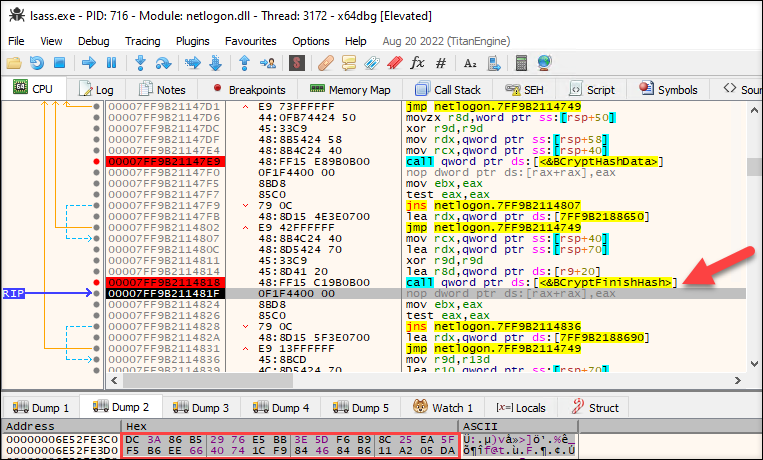 lsass.exe - PID: 716 - Module: netlogon.dll - Thread: 3172 - x64dbg [Elevated]
File View Debug Tracing Plugins Favourites Options Help Aug 20 2022 (TitanEngine)
CPU Log Notes Breakpoints Memory Map Call Stack SEH Script Symbols Sour
00007FF9B21147D1 E9 73FFFFFF jmp netlogon.7FF9B2114749
00007FF9B21147D6 44:0FB74424 50 movzx r8d,word ptr ss:[rsp+50]
00007FF9B21147DC 45:33C9 xor r9d,r9d
00007FF9B21147DF 48:8B5424 58 mov rdx,qword ptr ss:[rsp+58]
00007FF9B21147E4 48:8B4C24 40 mov rcx,qword ptr ss:[rsp+40]
00007FF9B21147E9 48:FF15 E89B0B00 call qword ptr ds:[<&BCryptHashData>]
00007FF9B21147F0 0F1F4400 00 nop dword ptr ds:[rax+rax],eax
00007FF9B21147F5 8BD8 mov ebx,eax
00007FF9B21147F7 85C0 test eax,eax
00007FF9B21147F9 79 0C jns netlogon.7FF9B2114807
00007FF9B21147FB 48:8D15 4E3E0700 lea rdx,qword ptr ds:[7FF9B2188650]
00007FF9B2114802 E9 42FFFFFF jmp netlogon.7FF9B2114749
00007FF9B2114807 48:8B4C24 40 mov rcx,qword ptr ss:[rsp+40]
00007FF9B211480C 48:8D5424 70 lea rdx,qword ptr ss:[rsp+70]
00007FF9B2114811 45:33C9 xor r9d,r9d
00007FF9B2114814 45:8D41 20 lea r8d,qword ptr ds:[r9+20]
00007FF9B2114818 48:FF15 C19B0B00 call qword ptr ds:[<&BCryptFinishHash>]
RIP 00007FF9B211481F 0F1F4400 00 nop dword ptr ds:[rax+rax],eax
00007FF9B2114824 8BD8 mov ebx,eax
00007FF9B2114826 85C0 test eax,eax
00007FF9B2114828 79 0C jns netlogon.7FF9B2114836
00007FF9B211482A 48:8D15 5F3E0700 lea rdx,qword ptr ds:[7FF9B2188690]
00007FF9B2114831 E9 13FFFFFF jmp netlogon.7FF9B2114749
00007FF9B2114836 45:8BCD mov r9d,r13d
00007FF9B2114839 4C:8D5424 70 lea r10,qword ptr ss:[rsp+70]
Dump 1 Dump 2 Dump 3 Dump 4 Dump 5 Watch 1 Locals Struct
Address Hex ASCII
0000006E52FE3C0 DC 3A 86 B5 29 76 E5 BB 3E 5D F6 B9 8C 25 EA 5F Ü:.µ)vå»>]ö¹.%ê_
0000006E52FE3D0 F5 B6 EE 66 40 74 1C F9 84 46 84 B6 11 A2 05 DA õ¶îf@t.ù.F.¶.¢.Ú